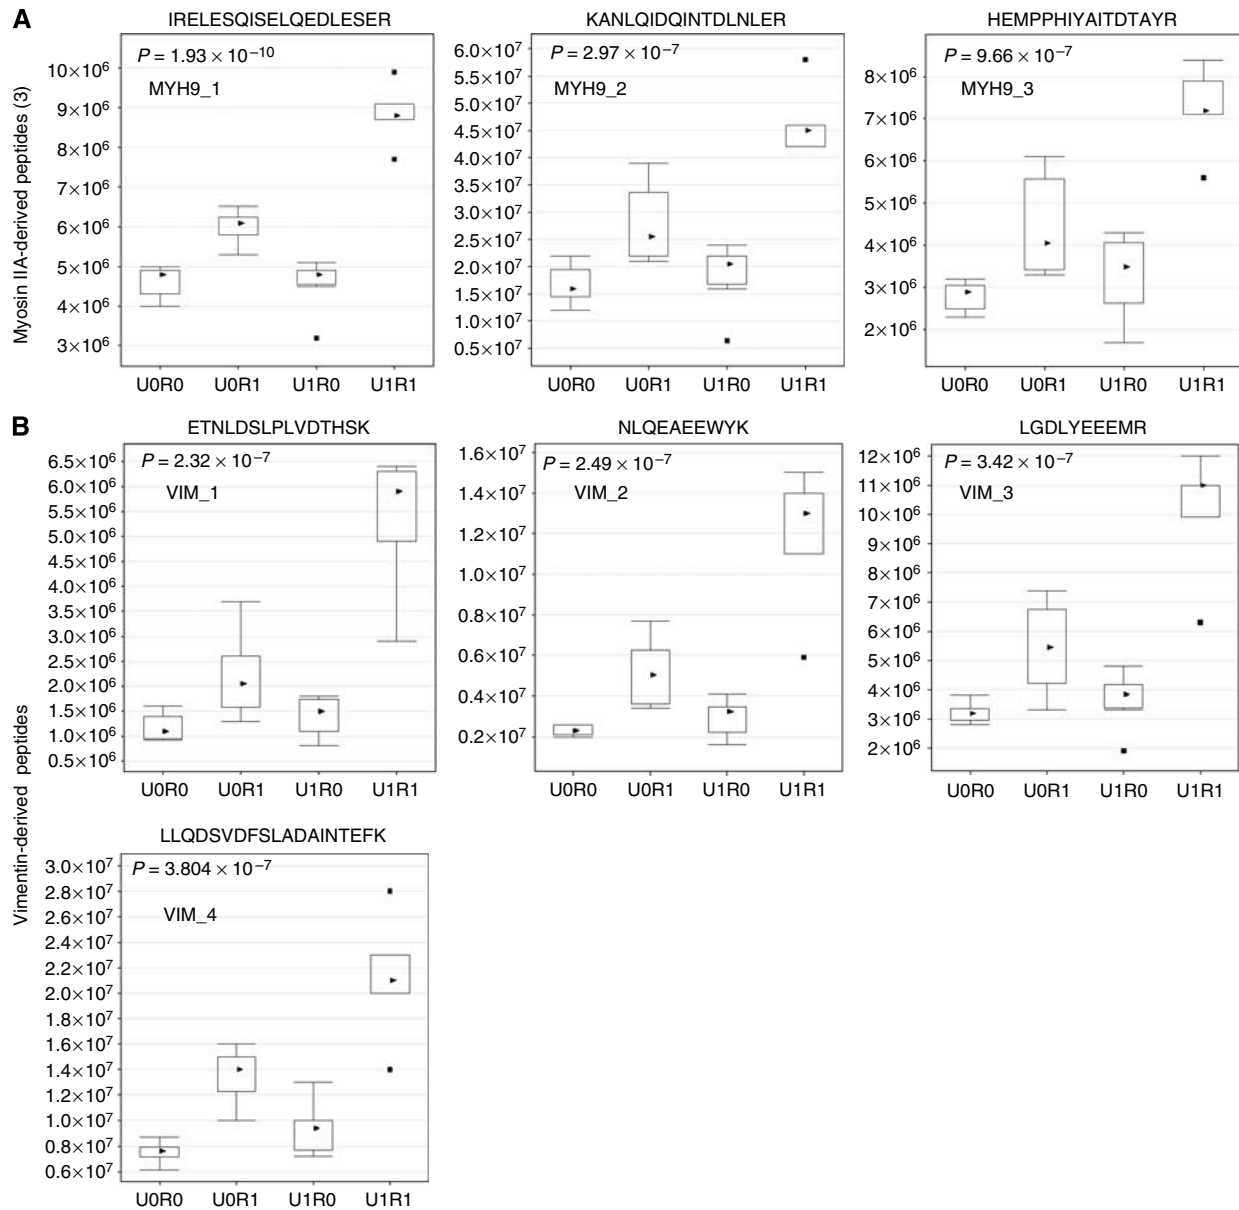 A
IRELESQISELQEDLESER
KANLQIDQINTDLNLER
HEMPPHIYAITDTAYR
Myosin IIA-derived peptides (3)
P = 1.93 × 10⁻¹⁰
MYH9_1
10×10⁶
9×10⁶
8×10⁶
7×10⁶
6×10⁶
5×10⁶
4×10⁶
3×10⁶
U0R0 U0R1 U1R0 U1R1
P = 2.97 × 10⁻⁷
MYH9_2
6.0×10⁷
5.5×10⁷
5.0×10⁷
4.5×10⁷
4.0×10⁷
3.5×10⁷
3.0×10⁷
2.5×10⁷
2.0×10⁷
1.5×10⁷
1.0×10⁷
0.5×10⁷
U0R0 U0R1 U1R0 U1R1
P = 9.66 × 10⁻⁷
MYH9_3
8×10⁶
7×10⁶
6×10⁶
5×10⁶
4×10⁶
3×10⁶
2×10⁶
U0R0 U0R1 U1R0 U1R1
B
ETNLDSLPLVDTHSK
NLQEAEEWYK
LGDLYEEEMR
Vimentin-derived peptides
P = 2.32 × 10⁻⁷
VIM_1
6.5×10⁶
6.0×10⁶
5.5×10⁶
5.0×10⁶
4.5×10⁶
4.0×10⁶
3.5×10⁶
3.0×10⁶
2.5×10⁶
2.0×10⁶
1.5×10⁶
1.0×10⁶
0.5×10⁶
U0R0 U0R1 U1R0 U1R1
P = 2.49 × 10⁻⁷
VIM_2
1.6×10⁷
1.4×10⁷
1.2×10⁷
1.0×10⁷
0.8×10⁷
0.6×10⁷
0.4×10⁷
0.2×10⁷
U0R0 U0R1 U1R0 U1R1
P = 3.42 × 10⁻⁷
VIM_3
12×10⁶
11×10⁶
10×10⁶
9×10⁶
8×10⁶
7×10⁶
6×10⁶
5×10⁶
4×10⁶
3×10⁶
2×10⁶
U0R0 U0R1 U1R0 U1R1
LLQDSVDFSLADAINTEFK
P = 3.804 × 10⁻⁷
VIM_4
3.0×10⁷
2.8×10⁷
2.6×10⁷
2.4×10⁷
2.2×10⁷
2.0×10⁷
1.8×10⁷
1.6×10⁷
1.4×10⁷
1.2×10⁷
1.0×10⁷
0.8×10⁷
0.6×10⁷
U0R0 U0R1 U1R0 U1R1